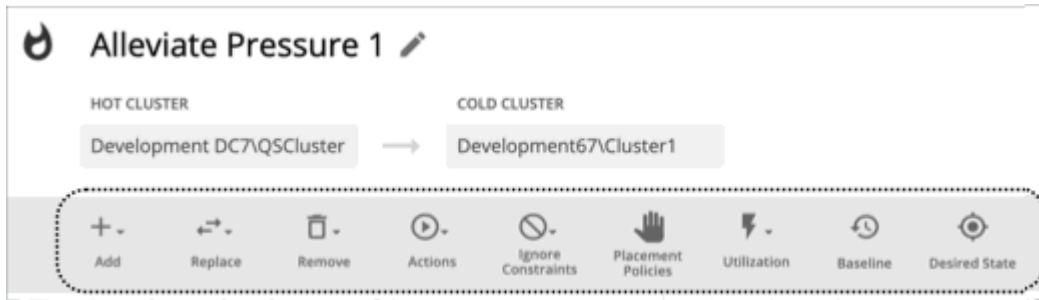 Alleviate Pressure 1
HOT CLUSTER COLD CLUSTER
Development DC7\QSCluster Development67\Cluster1
Add Replace Remove Actions Ignore Constraints Placement Policies Utilization Baseline Desired State